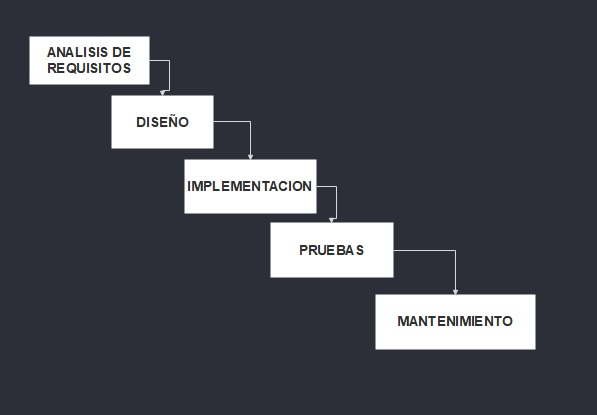 ANALISIS DE
REQUISITOS
DISEÑO
IMPLEMENTACION
PRUEBAS
MANTENIMIENTO